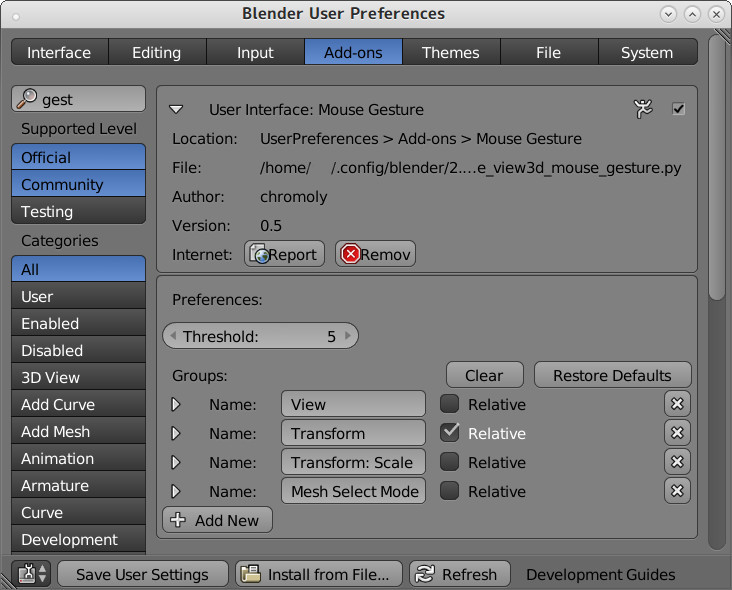 Blender User Preferences
Interface Editing Input Add-ons Themes File System
gest
Supported Level
Official
Community
Testing
Categories
All
User
Enabled
Disabled
3D View
Add Curve
Add Mesh
Animation
Armature
Curve
Development
User Interface: Mouse Gesture
Location: UserPreferences > Add-ons > Mouse Gesture
File: /home/ /.config/blender/2....e_view3d_mouse_gesture.py
Author: chromoly
Version: 0.5
Internet: Report Remov
Preferences:
Threshold: 5
Groups: Clear Restore Defaults
Name: View Relative
Name: Transform Relative
Name: Transform: Scale Relative
Name: Mesh Select Mode Relative
Add New
Save User Settings Install from File... Refresh Development Guides